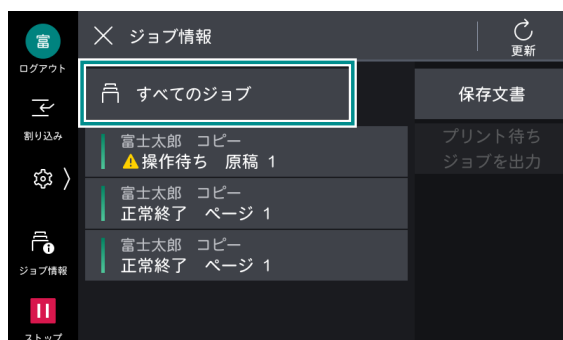 富
ログアウト
割り込み
ジョブ情報
ストップ
ジョブ情報
更新
すべてのジョブ
富士太郎 コピー
操作待ち 原稿 1
富士太郎 コピー
正常終了 ページ 1
富士太郎 コピー
正常終了 ページ 1
保存文書
プリント待ち
ジョブを出力